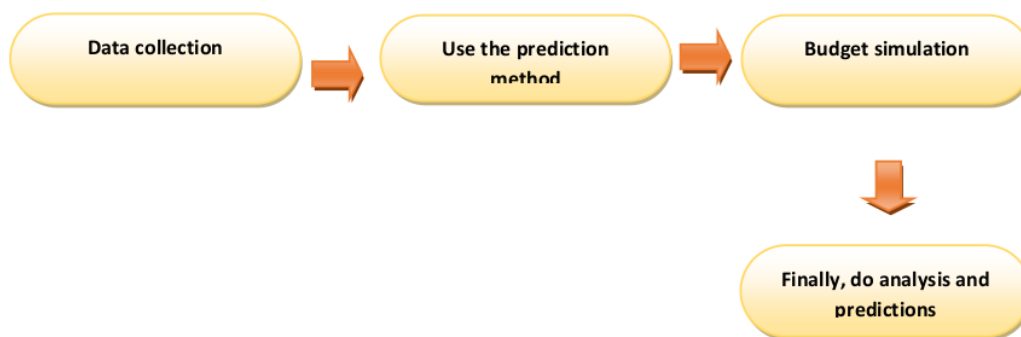 Data collection
Use the prediction
method
Budget simulation
Finally, do analysis and
predictions